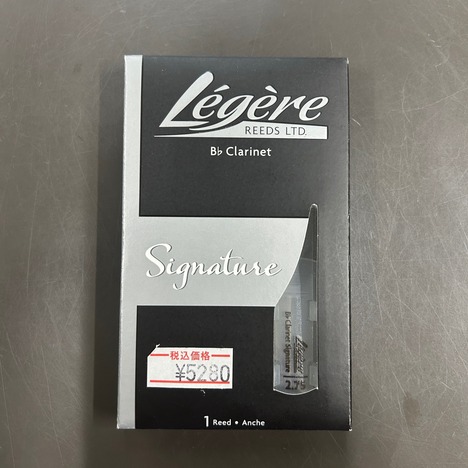 Légère
REEDS LTD.
B♭ Clarinet
Signature
Légère
B♭ Clarinet Signature
2.75
税込価格
¥5280
1 Reed • Anche